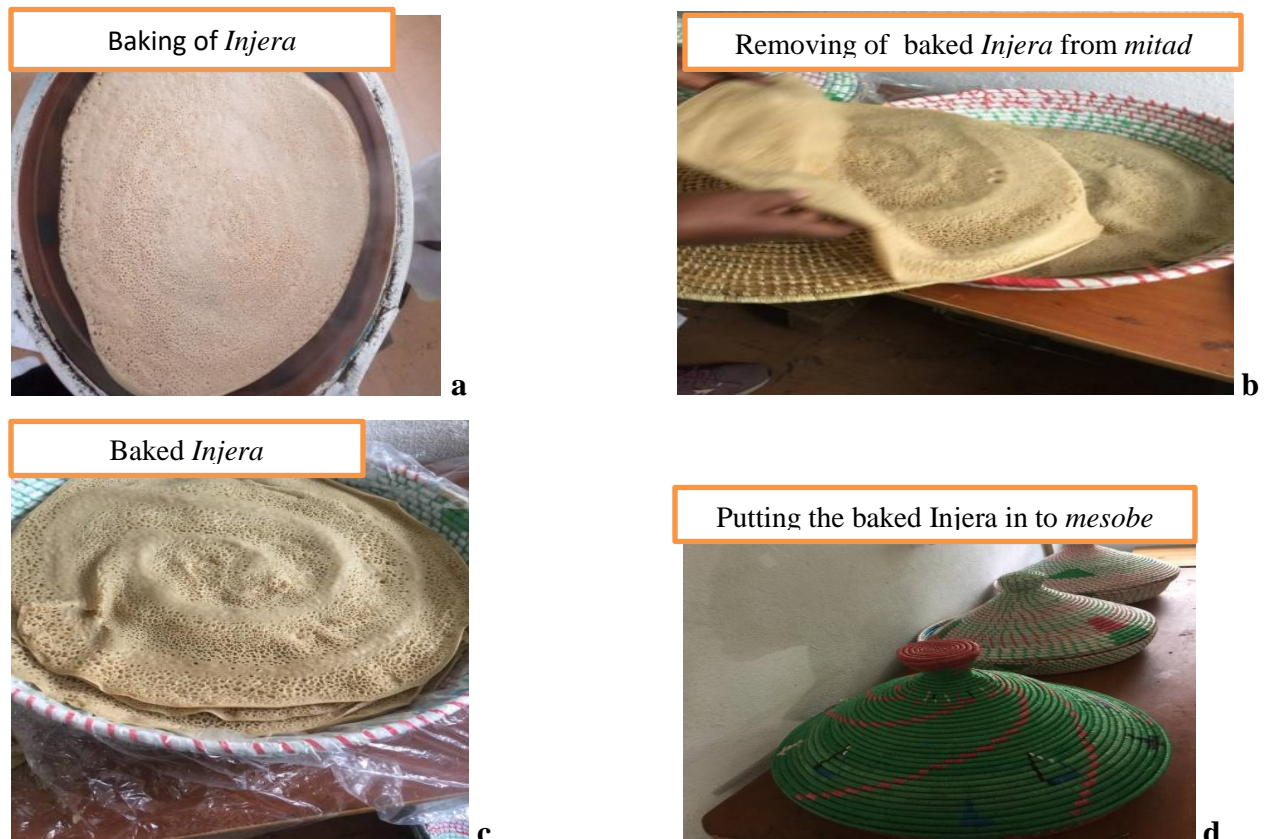 Baking of Injera
Removing of baked Injera from mitad
a
b
Baked Injera
Putting the baked Injera in to mesobe
c
d